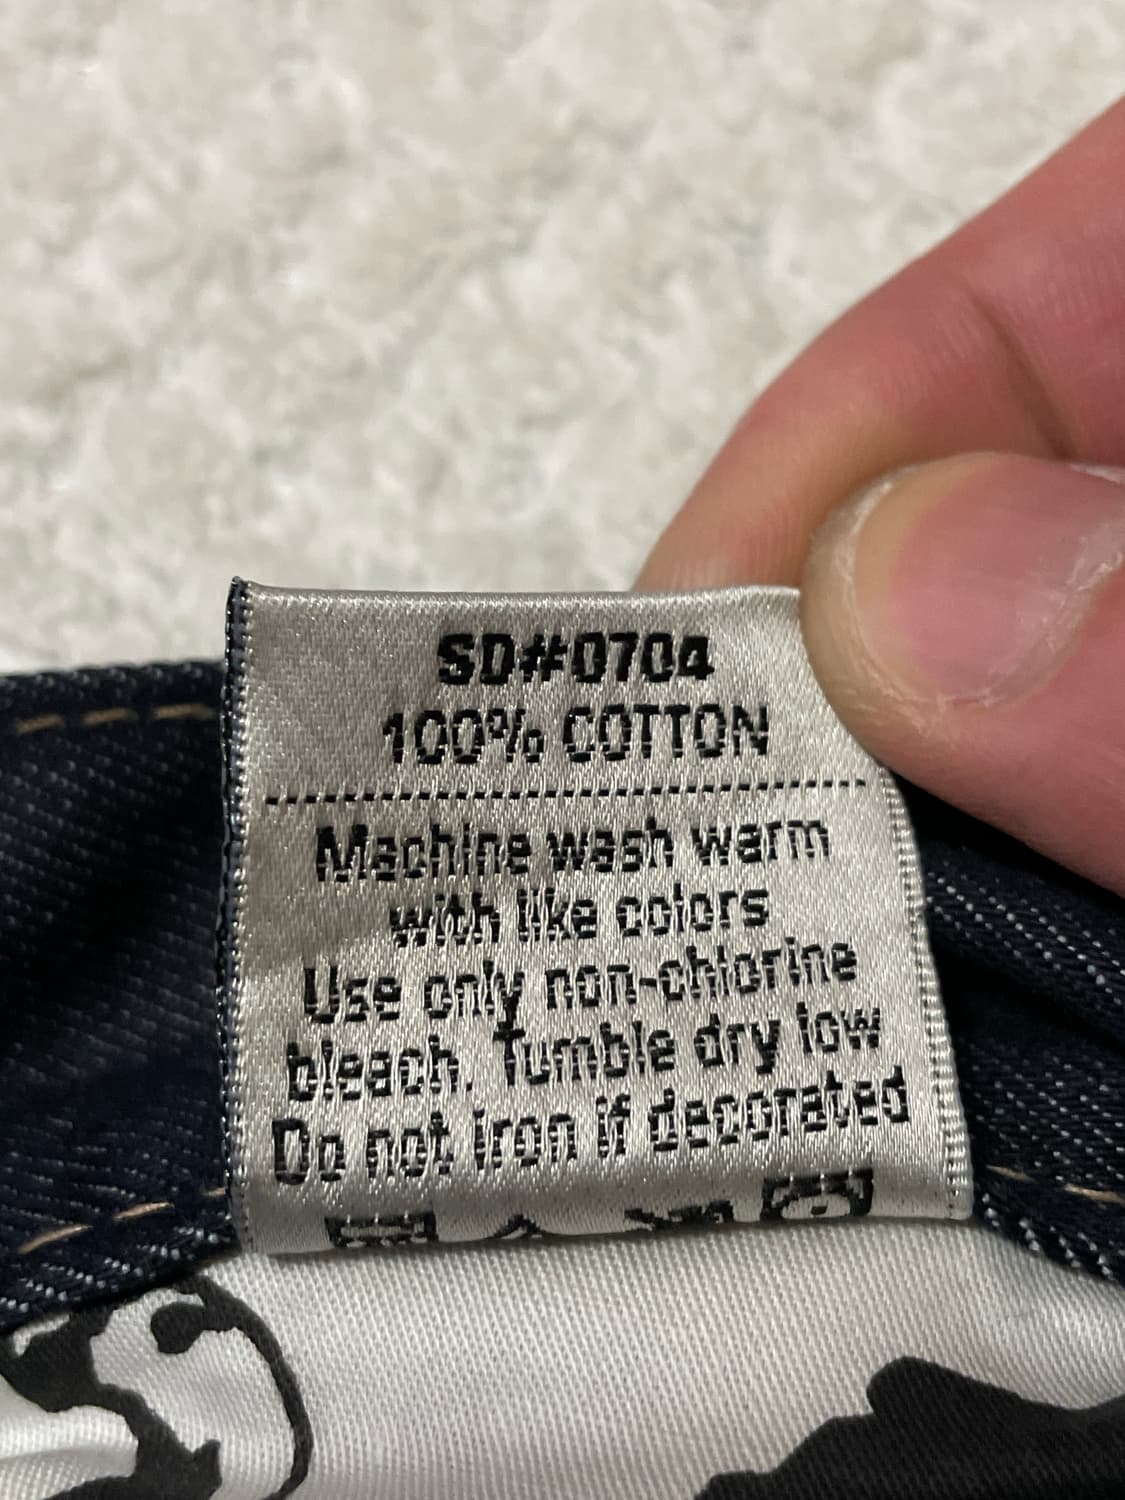 SD#0704
100% COTTON
Machine wash warm
with like colors
Use only non-chlorine
bleach. Tumble dry low
Do not iron if decorated